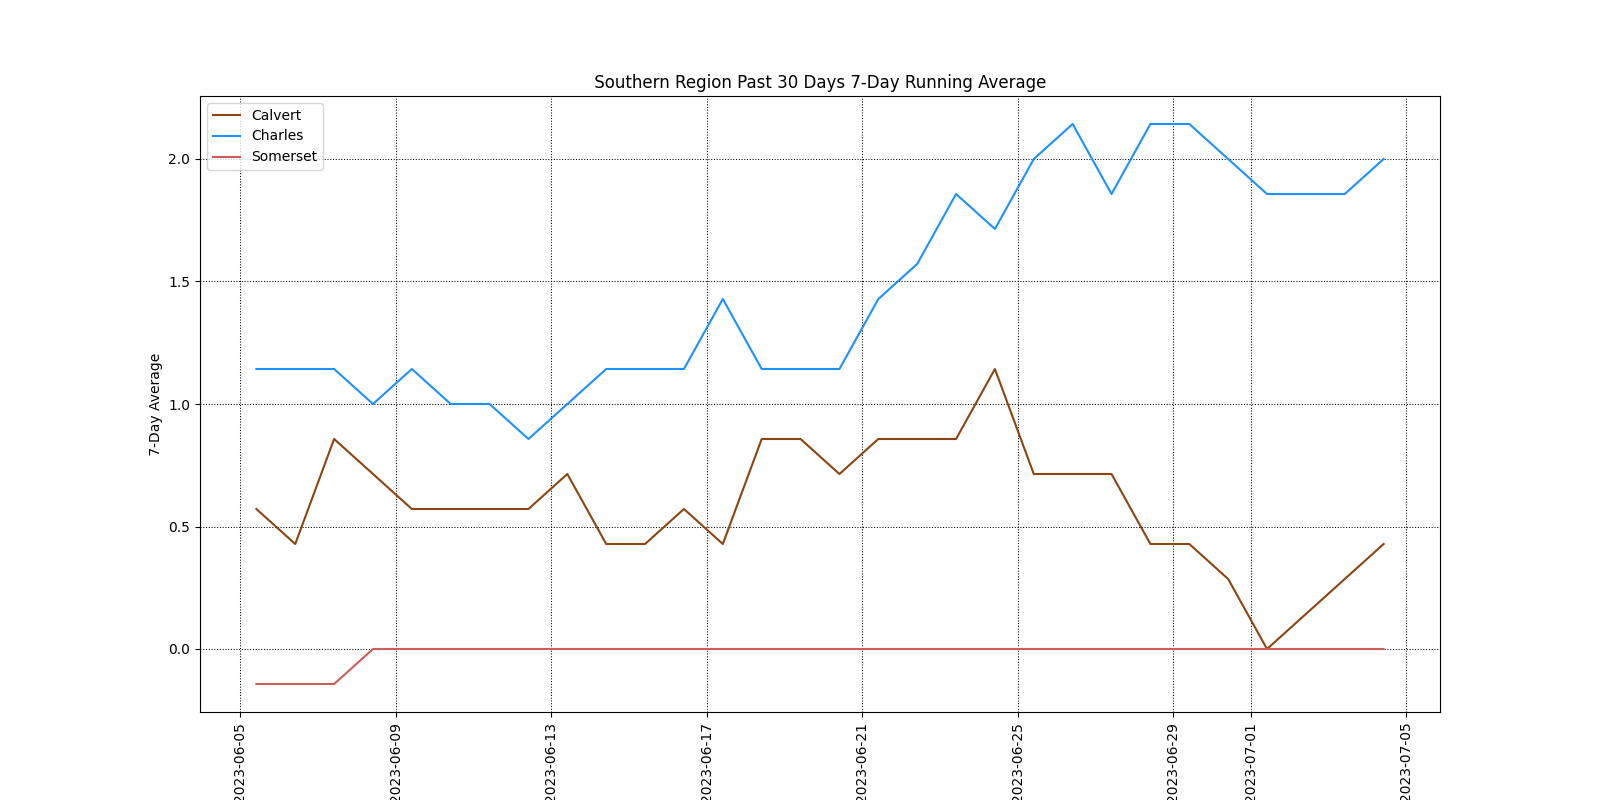 Southern Region Past 30 Days 7-Day Running Average
Calvert
Charles
Somerset
7-Day Average
2.0
1.5
1.0
0.5
0.0
2023-06-05
2023-06-09
2023-06-13
2023-06-17
2023-06-21
2023-06-25
2023-06-29
2023-07-01
2023-07-05